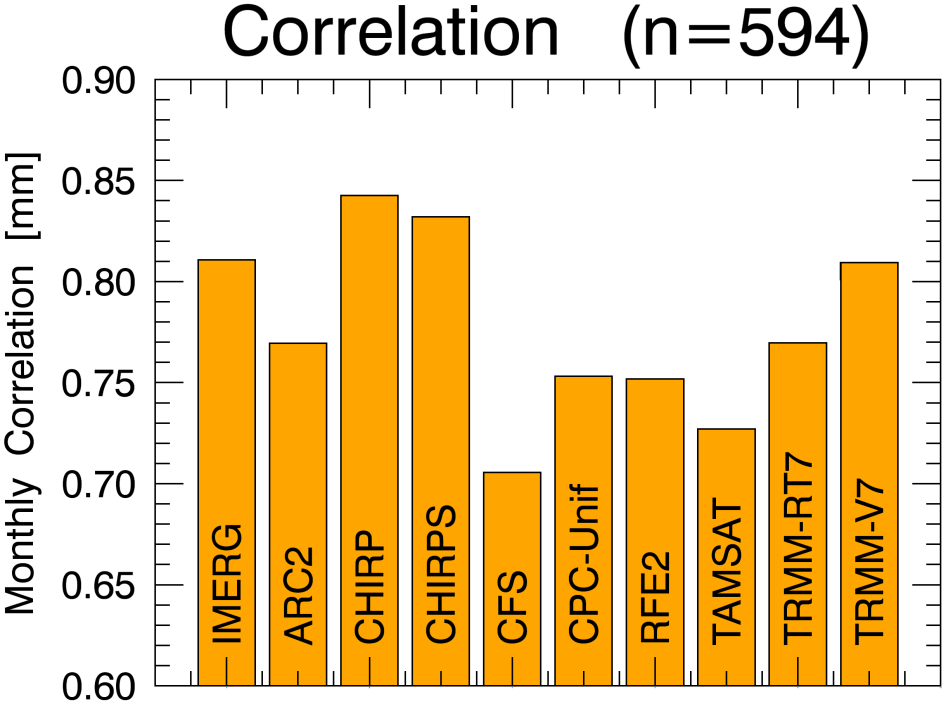 Correlation (n=594)
Monthly Correlation [mm]
0.90
0.85
0.80
0.75
0.70
0.65
0.60
IMERG
ARC2
CHIRP
CHIRPS
CFS
CPC-Unif
RFE2
TAMSAT
TRMM-RT7
TRMM-V7